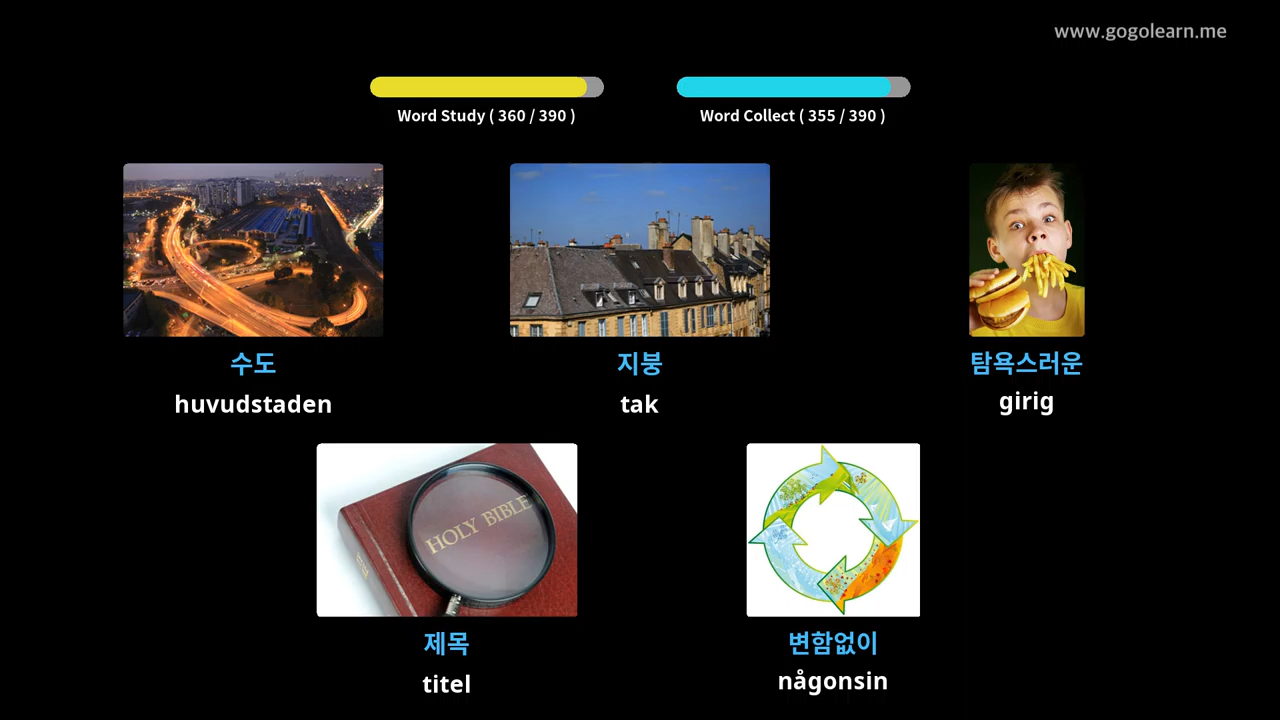 www.gogolearn.me
Word Study ( 360 / 390 )
Word Collect ( 355 / 390 )
수도
지붕
탐욕스러운
huvudstaden
tak
girig
HOLY BIBLE
제목
변함없이
titel
någonsin